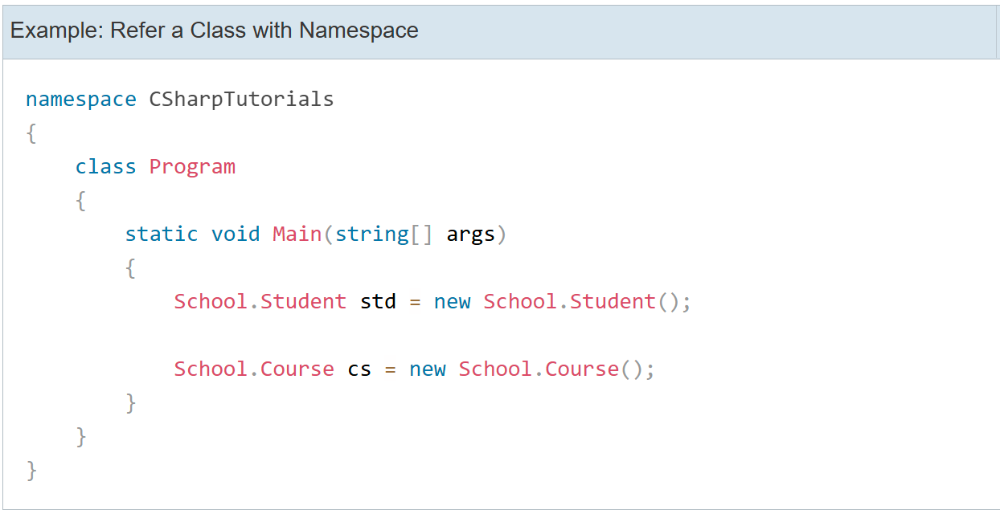 Example: Refer a Class with Namespace
namespace CSharpTutorials
{
    class Program
    {
        static void Main(string[] args)
        {
            School.Student std = new School.Student();
            School.Course cs = new School.Course();
        }
    }
}